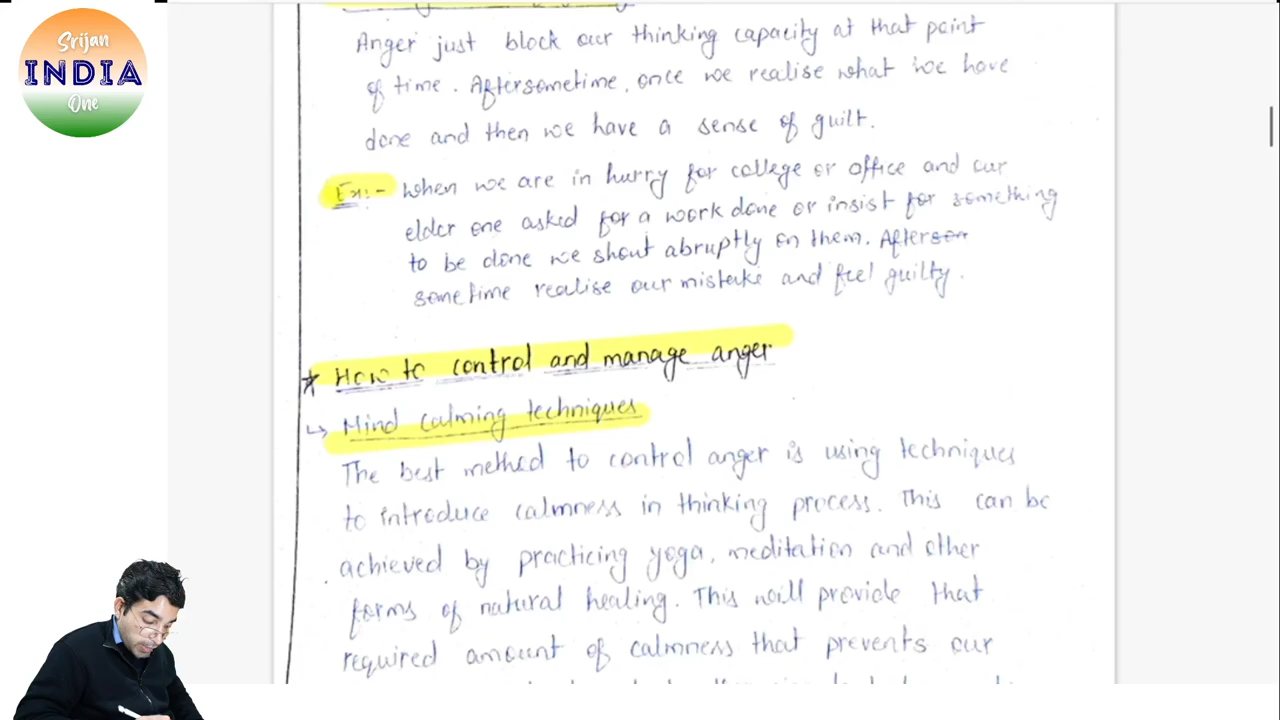 Srijan
INDIA
One
Anger just block our thinking capacity at that point
of time. Aftersometime, once we realise what we have
done and then we have a sense of guilt.
Ex:- When we are in hurry for college or office and our
elder one asked for a work done or insist for something
to be done we shout abruptly on them. Afterson
sometime realise our mistake and feel guilty.
* How to control and manage anger
↳ Mind calming techniques
The best method to control anger is using techniques
to introduce calmness in thinking process. This can be
achieved by practicing yoga, meditation and other
forms of natural healing. This will provide that
required amount of calmness that prevents our